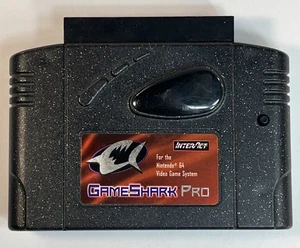 INTERACT
For the
Nintendo® 64
Video Game System
GAMESHARK PRO